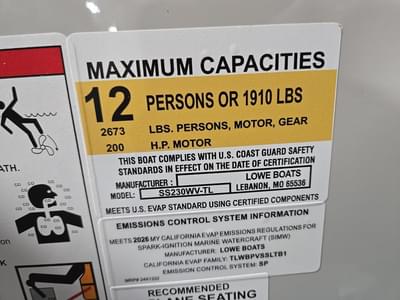 MAXIMUM CAPACITIES
12 PERSONS OR 1910 LBS
2673 LBS. PERSONS, MOTOR, GEAR
200 H.P. MOTOR
THIS BOAT COMPLIES WITH U.S. COAST GUARD SAFETY
STANDARDS IN EFFECT ON THE DATE OF CERTIFICATION
MANUFACTURER: LOWE BOATS
MODEL: SS230WV-TL LEBANON, MO 65536
MEETS U.S. EVAP STANDARD USING CERTIFIED COMPONENTS
EMISSIONS CONTROL SYSTEM INFORMATION
MEETS 2026 MY CALIFORNIA EVAP EMISSIONS REGULATIONS FOR
SPARK-IGNITION MARINE WATERCRAFT (SIMW)
MANUFACTURER: LOWE BOATS
CALIFORNIA EVAP FAMILY: TLWBPVSSLTB1
EMISSION CONTROL SYSTEM: SP
RECOMMENDED
SEATING
ATH.
CO